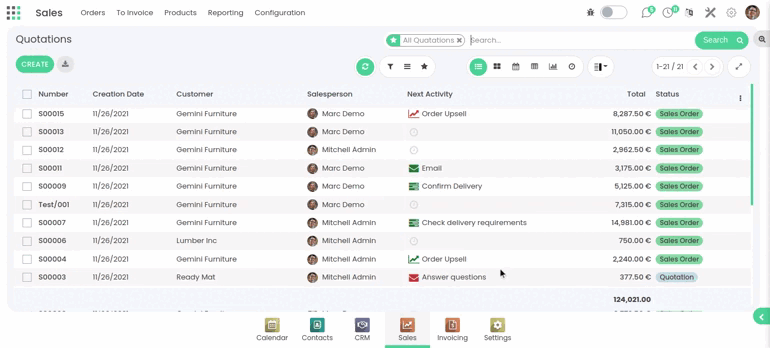 Sales Orders To Invoice Products Reporting Configuration
Quotations All Quatations Search... Search
CREATE 1-21 / 21
Number Creation Date Customer Salesperson Next Activity Total Status
S00015 11/26/2021 Gemini Furniture Marc Demo Order Upsell 8,287.50 € Sales Order
S00013 11/26/2021 Gemini Furniture Marc Demo 11,050.00 € Sales Order
S00012 11/26/2021 Gemini Furniture Mitchell Admin 2,962.50 € Sales Order
S00011 11/26/2021 Gemini Furniture Marc Demo Email 3,175.00 € Sales Order
S00009 11/26/2021 Gemini Furniture Marc Demo Confirm Delivery 5,125.00 € Sales Order
Test/001 11/26/2021 Gemini Furniture Marc Demo 7,315.00 € Sales Order
S00007 11/26/2021 Gemini Furniture Mitchell Admin Check delivery requirements 14,981.00 € Sales Order
S00006 11/26/2021 Lumber Inc Mitchell Admin 750.00 € Sales Order
S00004 11/26/2021 Gemini Furniture Mitchell Admin Order Upsell 2,240.00 € Sales Order
S00003 11/26/2021 Ready Mat Mitchell Admin Answer questions 377.50 € Quotation
124,021.00
Calendar Contacts CRM Sales Invoicing Settings